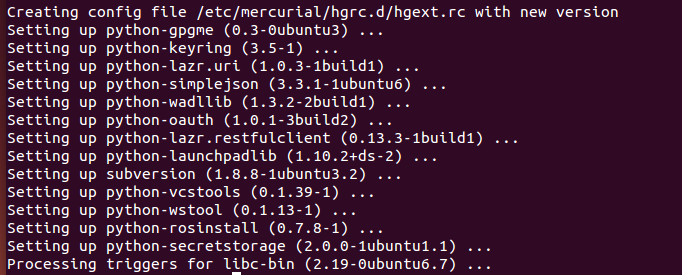 Creating config file /etc/mercurial/hgrc.d/hgext.rc with new version
Setting up python-gpgme (0.3-0ubuntu3) ...
Setting up python-keyring (3.5-1) ...
Setting up python-lazr.uri (1.0.3-1build1) ...
Setting up python-simplejson (3.3.1-1ubuntu6) ...
Setting up python-wadllib (1.3.2-2build1) ...
Setting up python-oauth (1.0.1-3build2) ...
Setting up python-lazr.restfulclient (0.13.3-1build1) ...
Setting up python-launchpadlib (1.10.2+ds-2) ...
Setting up subversion (1.8.8-1ubuntu3.2) ...
Setting up python-vcstools (0.1.39-1) ...
Setting up python-wstool (0.1.13-1) ...
Setting up python-rosinstall (0.7.8-1) ...
Setting up python-secretstorage (2.0.0-1ubuntu1.1) ...
Processing triggers for libc-bin (2.19-0ubuntu6.7) ...